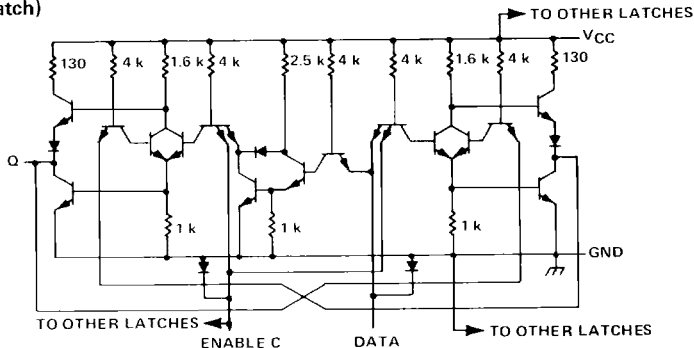 atch)
TO OTHER LATCHES
VCC
130 4 k 1.6 k 4 k 2.5 k 4 k 4 k 1.6 k 4 k 130
Q
1 k 1 k 1 k
GND
TO OTHER LATCHES
ENABLE C DATA
TO OTHER LATCHES